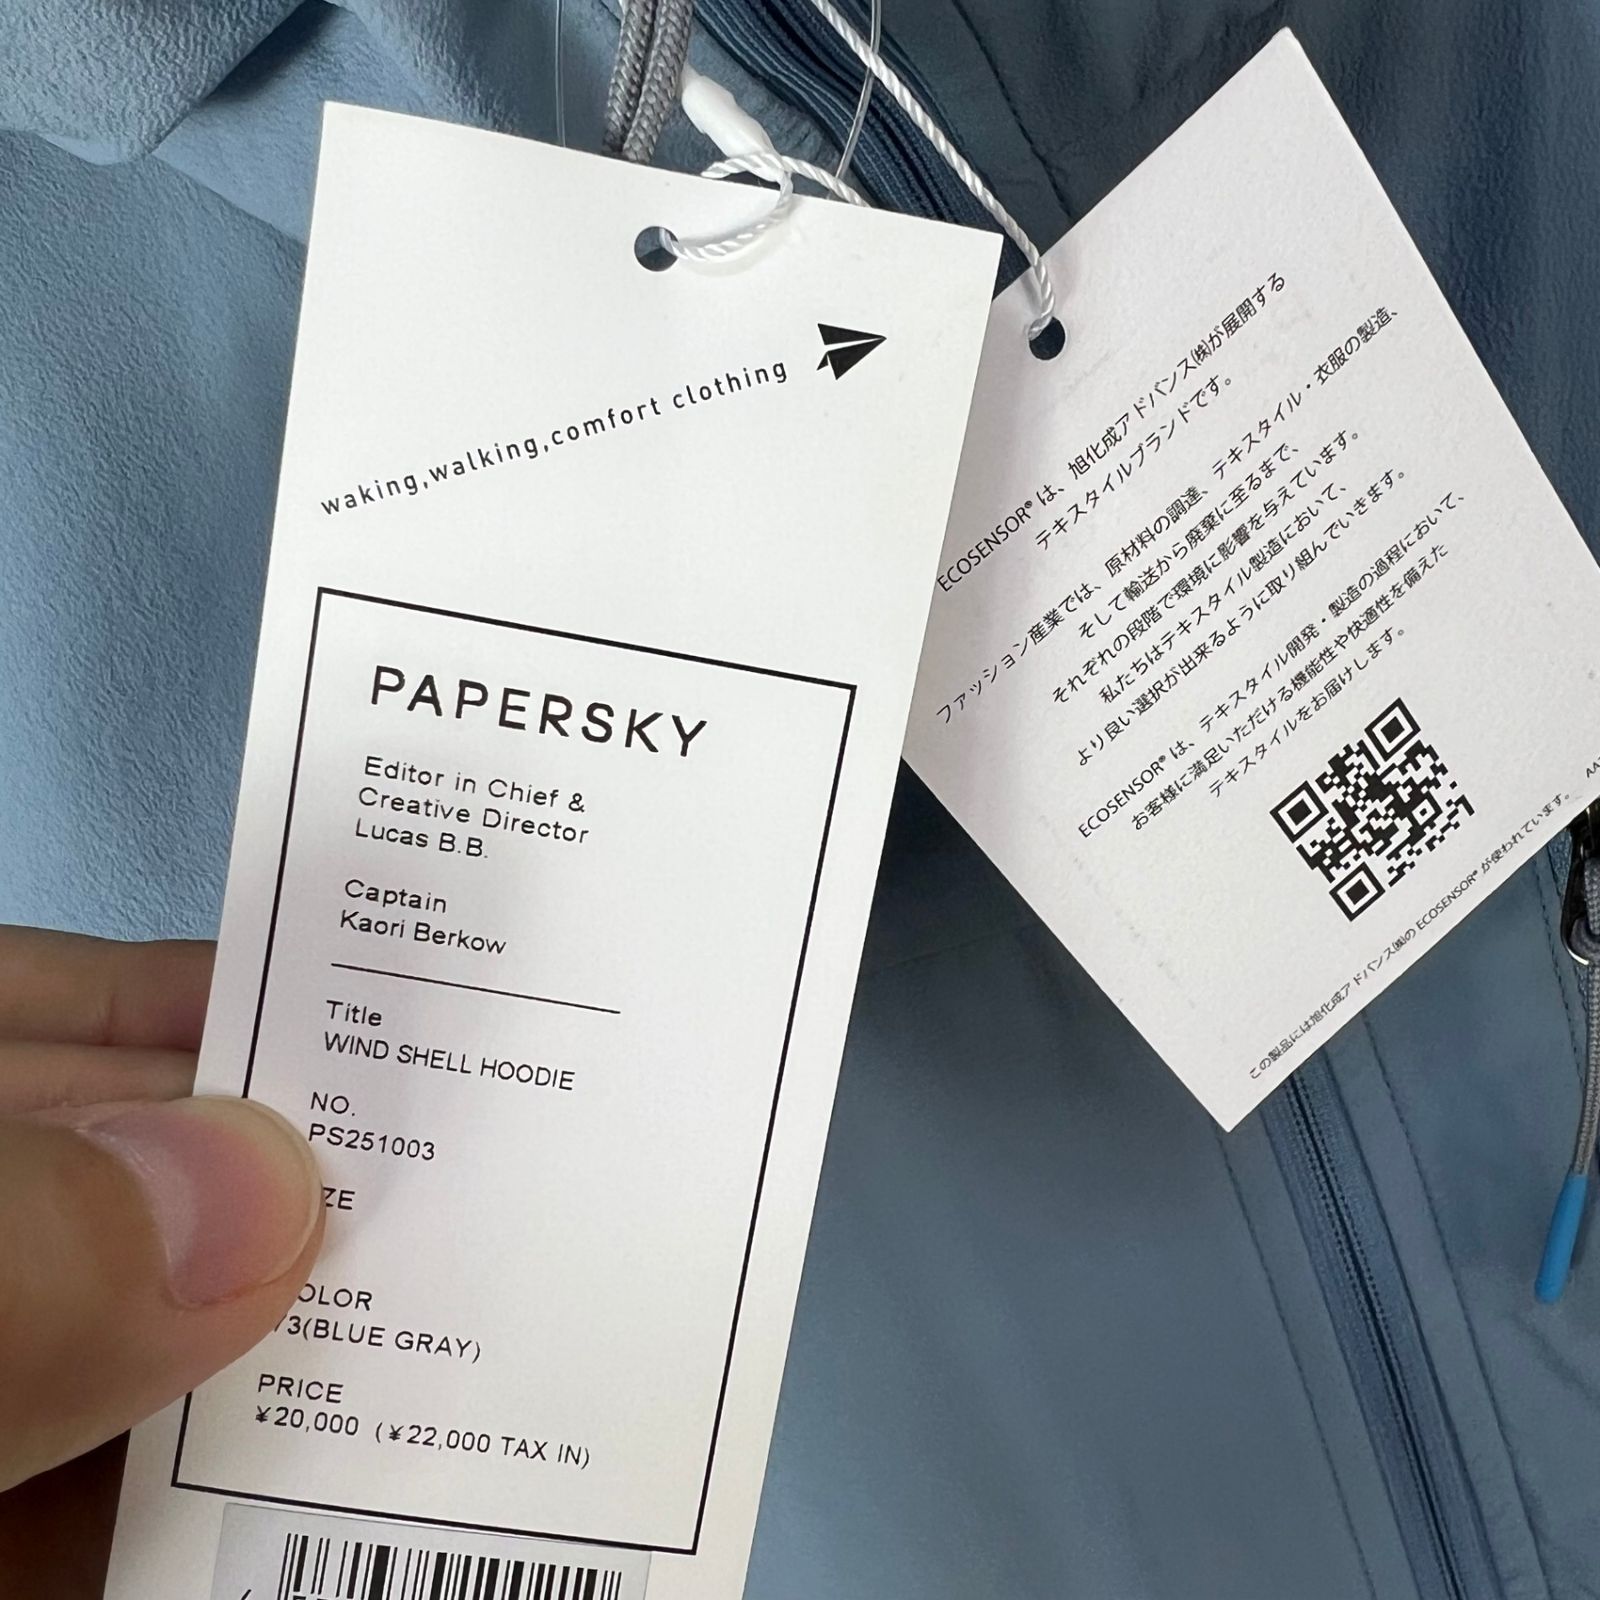 waking,walking,comfort clothing
PAPERSKY
Editor in Chief &
Creative Director
Lucas B.B.
Captain
Kaori Berkow
Title
WIND SHELL HOODIE
NO.
PS251003
ZE
OLOR
3(BLUE GRAY)
PRICE
¥20,000 (¥22,000 TAX IN)
ECOSENSOR® は、旭化成アドバンス㈱が展開する
テキスタイルブランドです。
ファッション産業では、原材料の調達、テキスタイル・衣服の製造、
そして輸送から廃棄に至るまで、
それぞれの段階で環境に影響を与えています。
私たちはテキスタイル製造において、
より良い選択が出来るように取り組んでいきます。
ECOSENSOR® は、テキスタイル開発・製造の過程において、
お客様に満足いただける機能性や快適性を備えた
テキスタイルをお届けします。
この製品には旭化成アドバンス㈱の ECOSENSOR® が使われています。